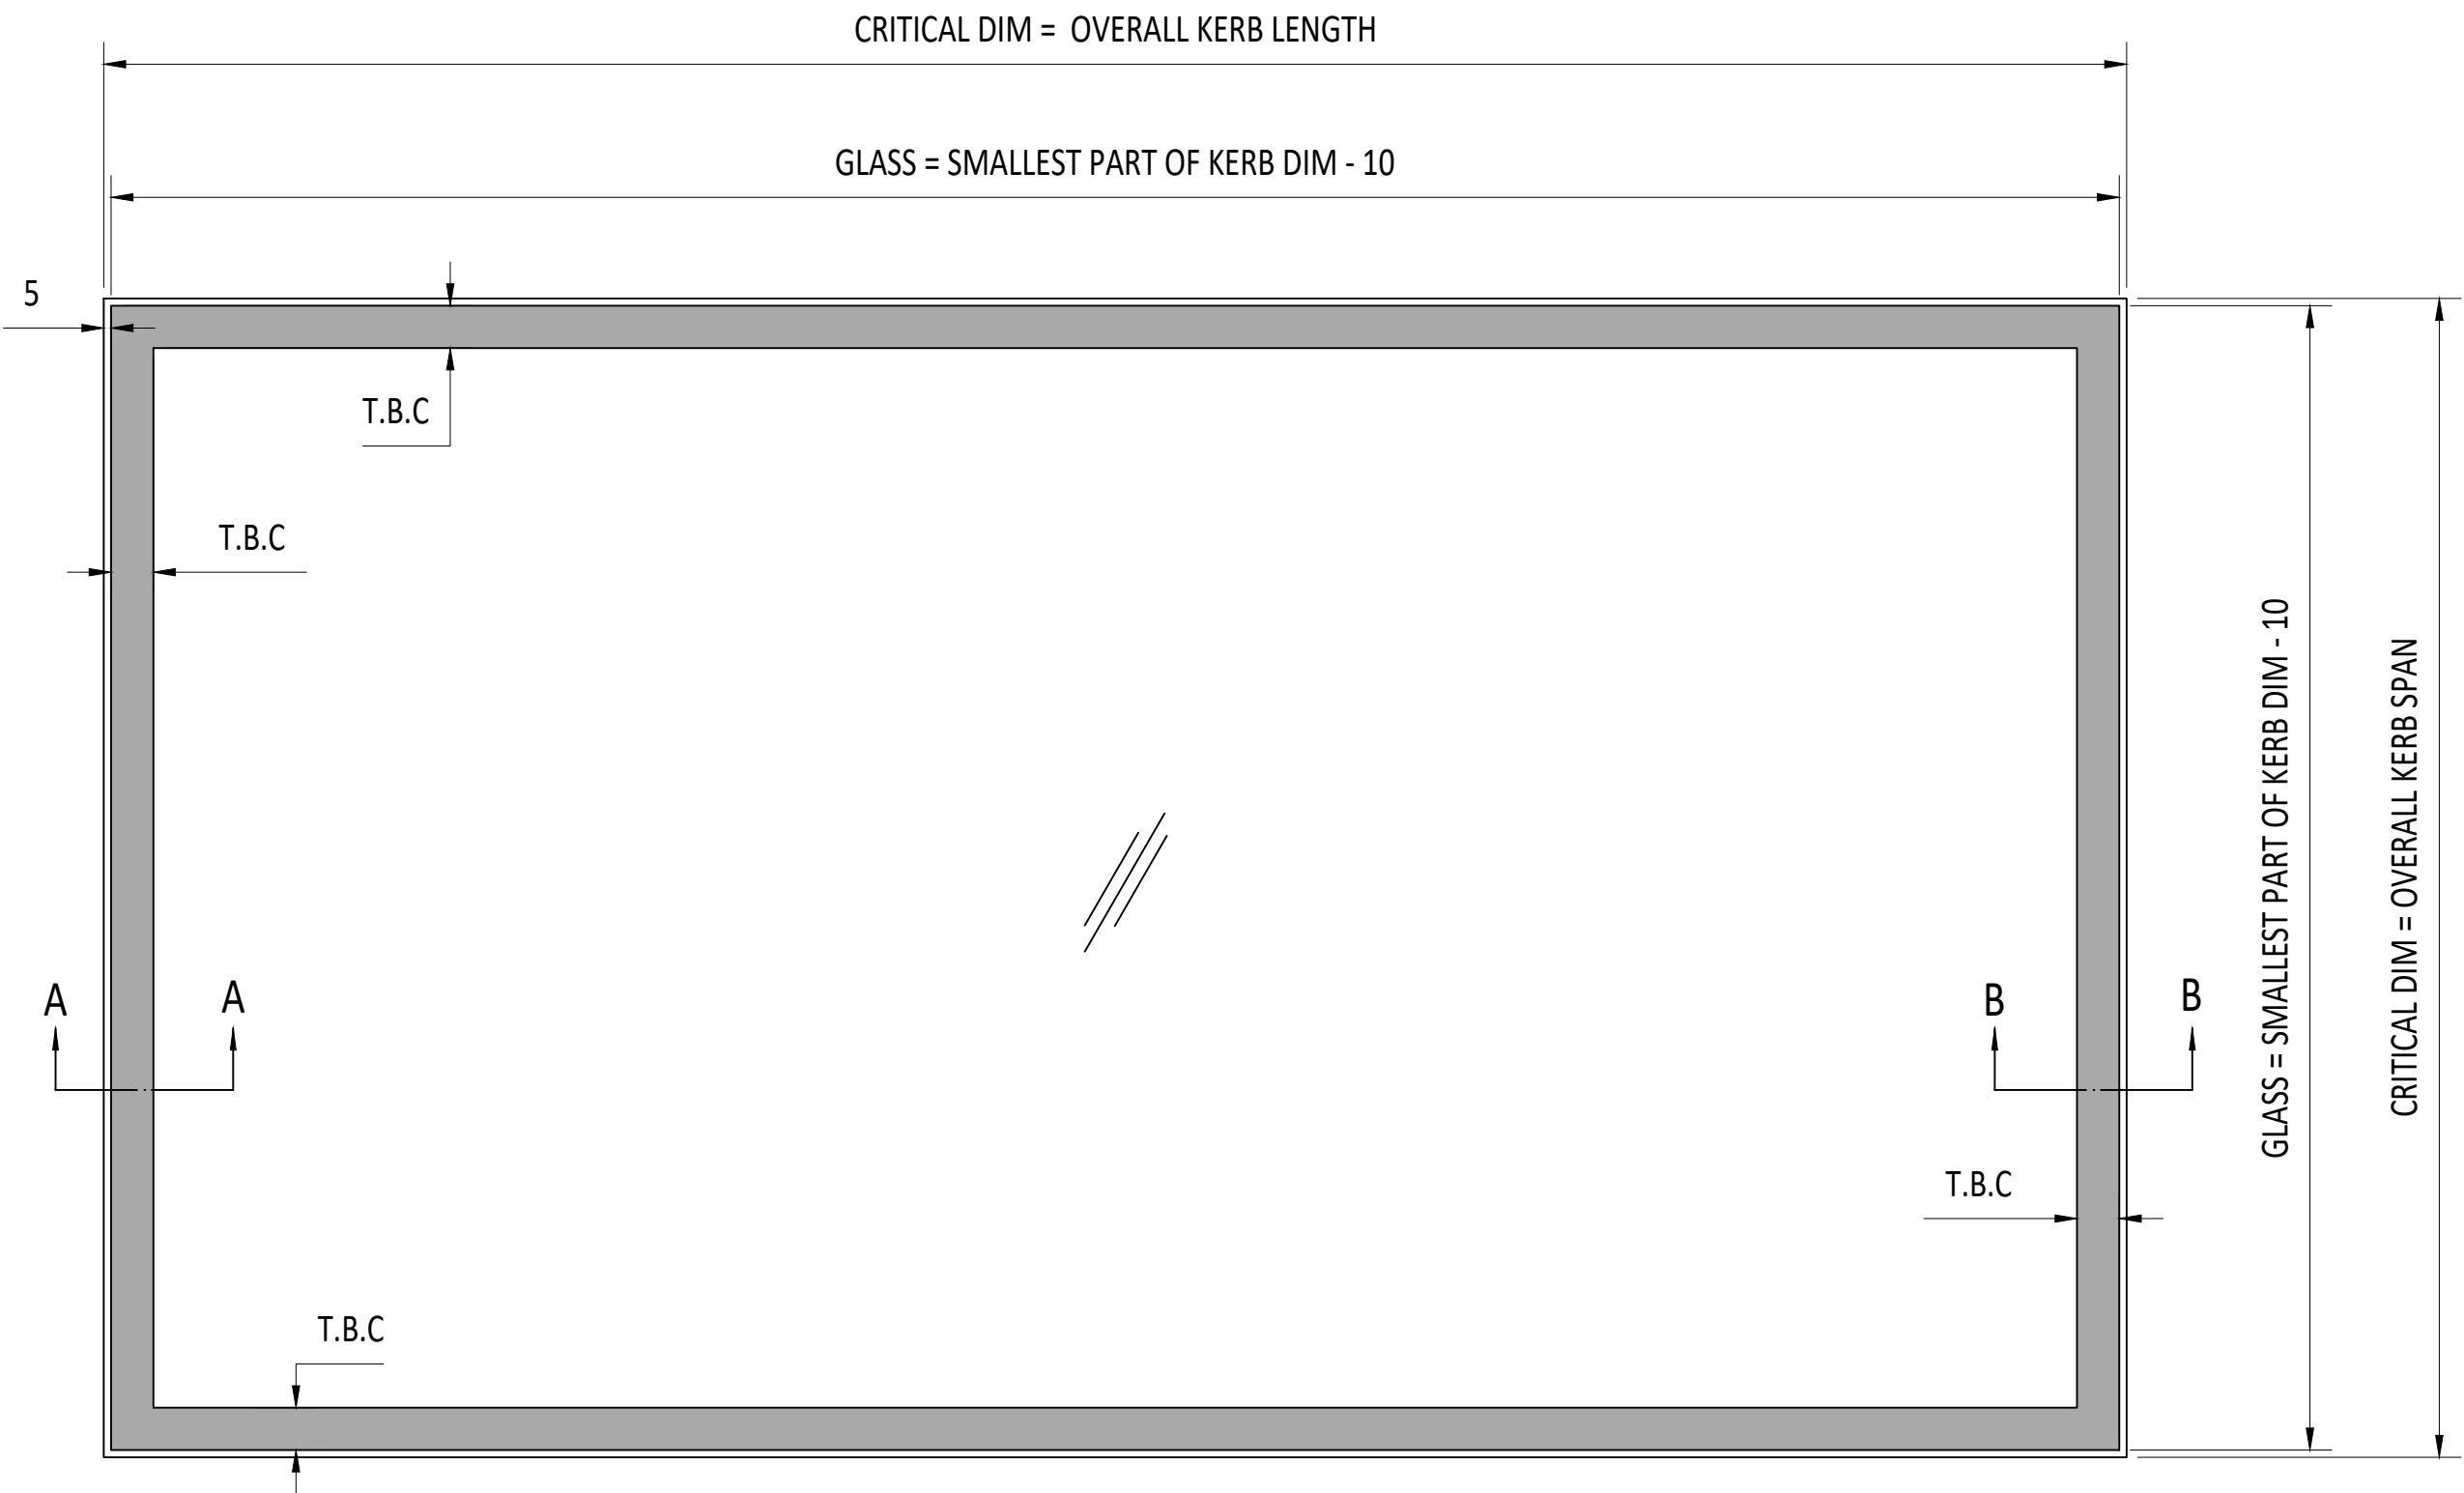 CRITICAL DIM = OVERALL KERB LENGTH
GLASS = SMALLEST PART OF KERB DIM - 10
5
T.B.C
T.B.C
GLASS = SMALLEST PART OF KERB DIM - 10
CRITICAL DIM = OVERALL KERB SPAN
A
A
B
B
T.B.C
T.B.C